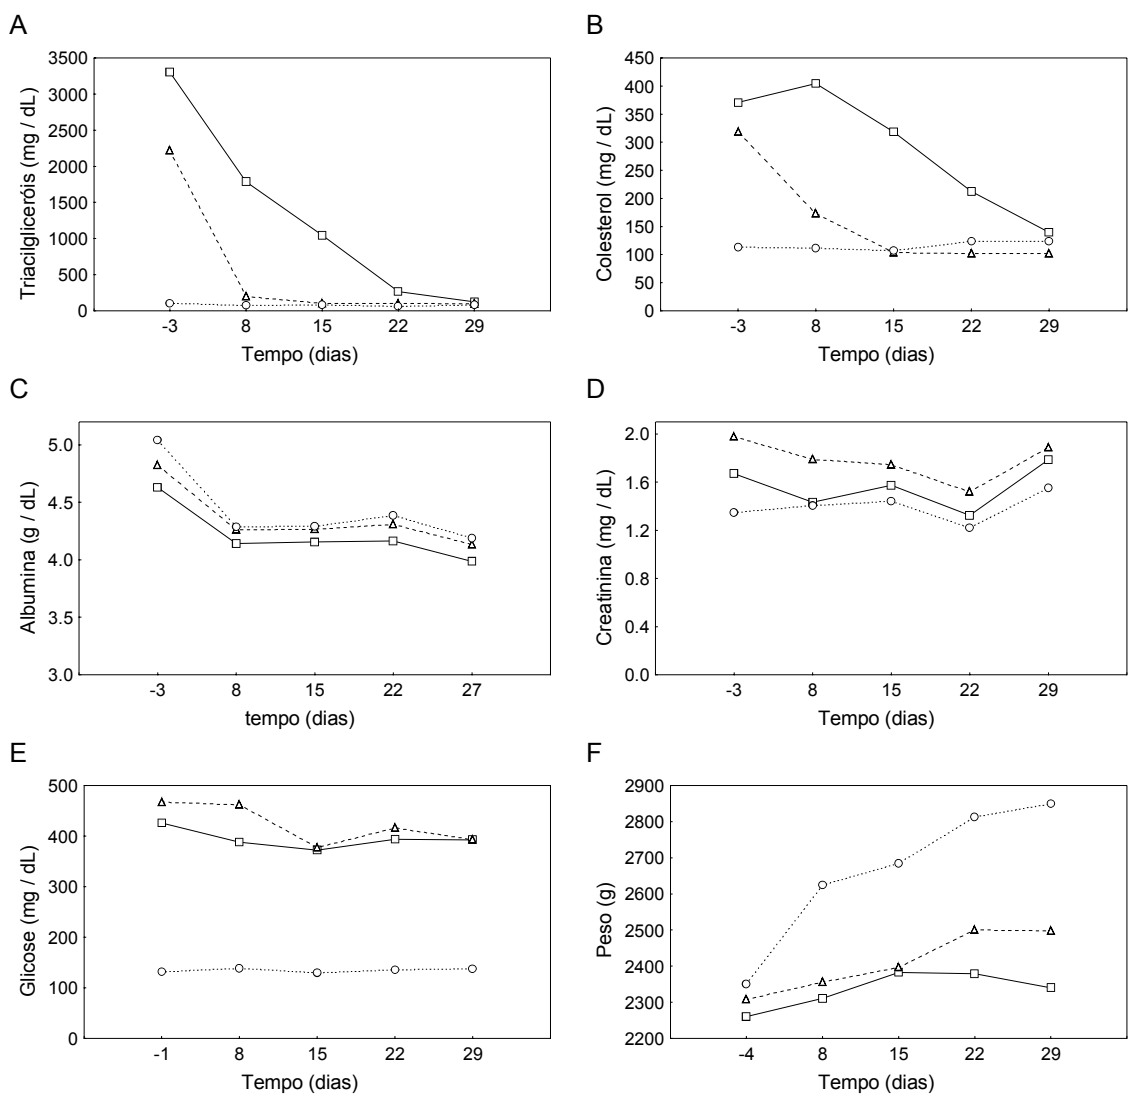 A
Triacilgliceróis (mg / dL)
3500
3000
2500
2000
1500
1000
500
0
-3 8 15 22 29
Tempo (dias)
B
Colesterol (mg / dL)
450
400
350
300
250
200
150
100
50
0
-3 8 15 22 29
Tempo (dias)
C
Albumina (g / dL)
5.0
4.5
4.0
3.5
3.0
-3 8 15 22 27
tempo (dias)
D
Creatinina (mg / dL)
2.0
1.6
1.2
0.8
0.4
0.0
-3 8 15 22 29
Tempo (dias)
E
Glicose (mg / dL)
500
400
300
200
100
0
-1 8 15 22 29
Tempo (dias)
F
Peso (g)
2900
2800
2700
2600
2500
2400
2300
2200
-4 8 15 22 29
Tempo (dias)